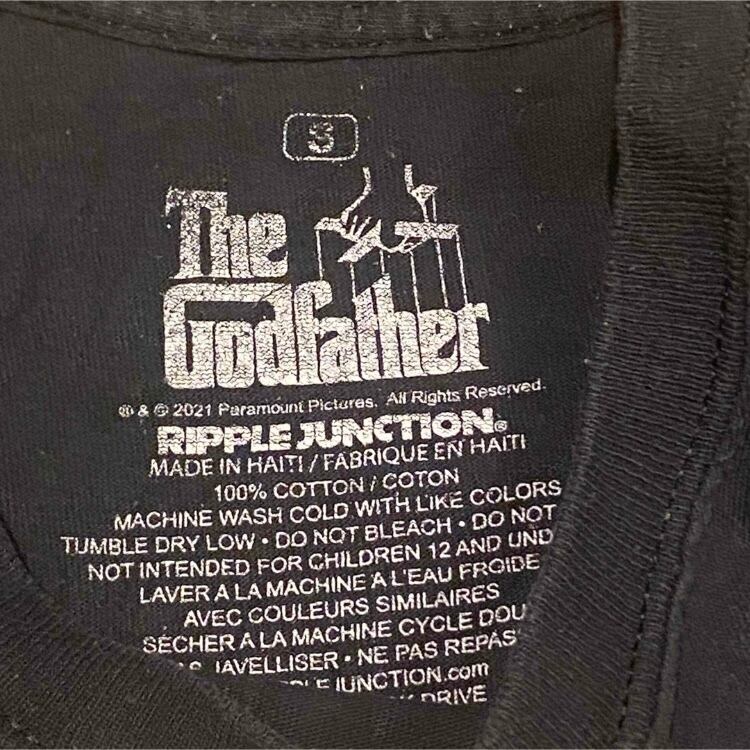 S
The
Godfather
® & © 2021 Paramount Pictures. All Rights Reserved.
RIPPLE JUNCTION®
MADE IN HAITI / FABRIQUE EN HAITI
100% COTTON / COTON
MACHINE WASH COLD WITH LIKE COLORS
TUMBLE DRY LOW • DO NOT BLEACH • DO NOT
NOT INTENDED FOR CHILDREN 12 AND UND
LAVER A LA MACHINE A L'EAU FROIDE
AVEC COULEURS SIMILAIRES
SECHER A LA MACHINE CYCLE DOU
JAVELLISER • NE PAS REPAS
JUNCTION.com
DRIVE